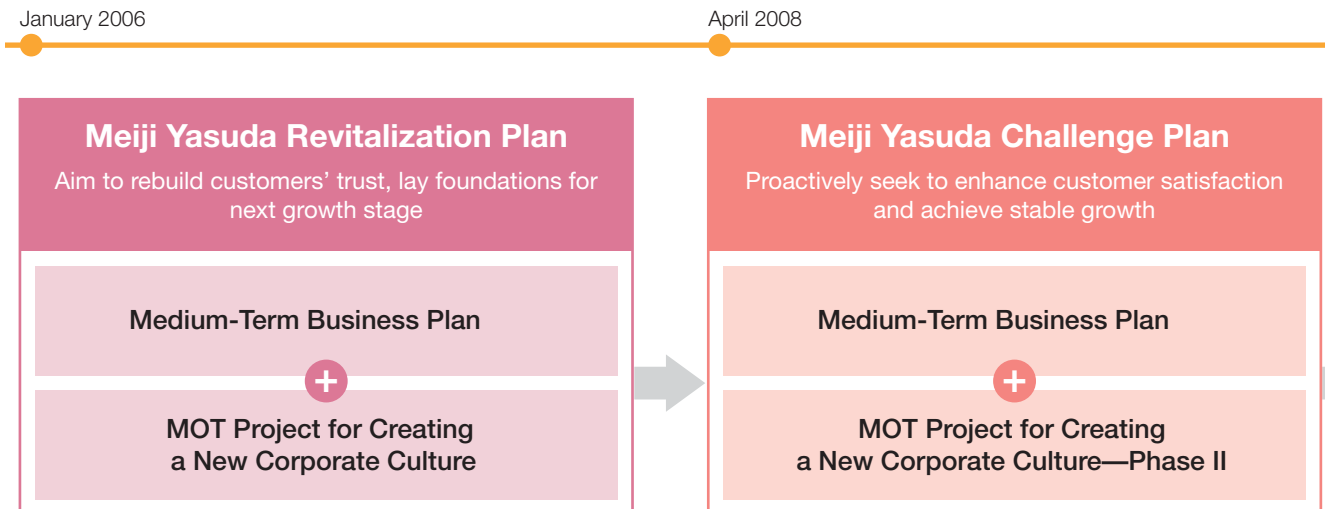 January 2006
April 2008
Meiji Yasuda Revitalization Plan
Aim to rebuild customers’ trust, lay foundations for
next growth stage
Medium-Term Business Plan
+
MOT Project for Creating
a New Corporate Culture
Meiji Yasuda Challenge Plan
Proactively seek to enhance customer satisfaction
and achieve stable growth
Medium-Term Business Plan
+
MOT Project for Creating
a New Corporate Culture—Phase II